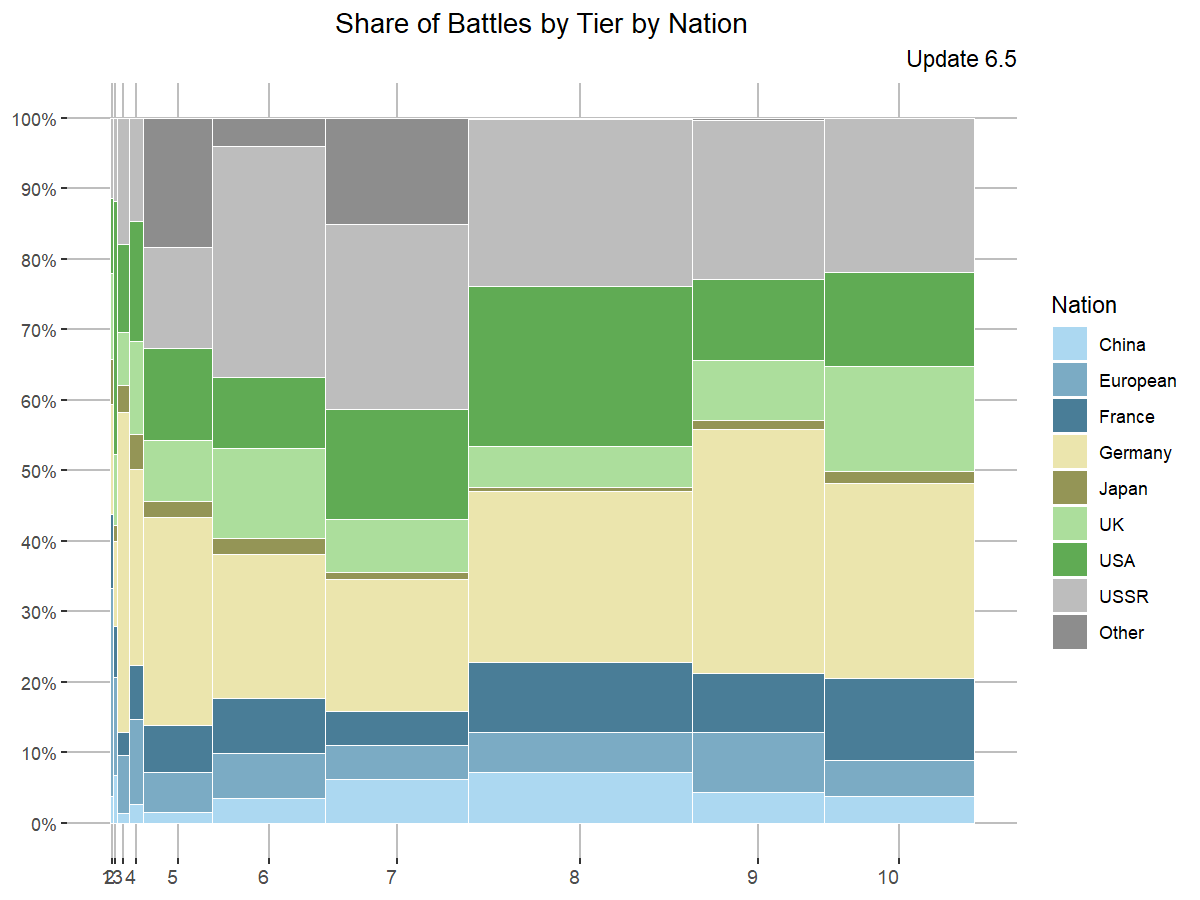 Share of Battles by Tier by Nation
Update 6.5
100%
90%
80%
70%
60%
50%
40%
30%
20%
10%
0%
1 2 3 4 5 6 7 8 9 10
Nation
China
European
France
Germany
Japan
UK
USA
USSR
Other